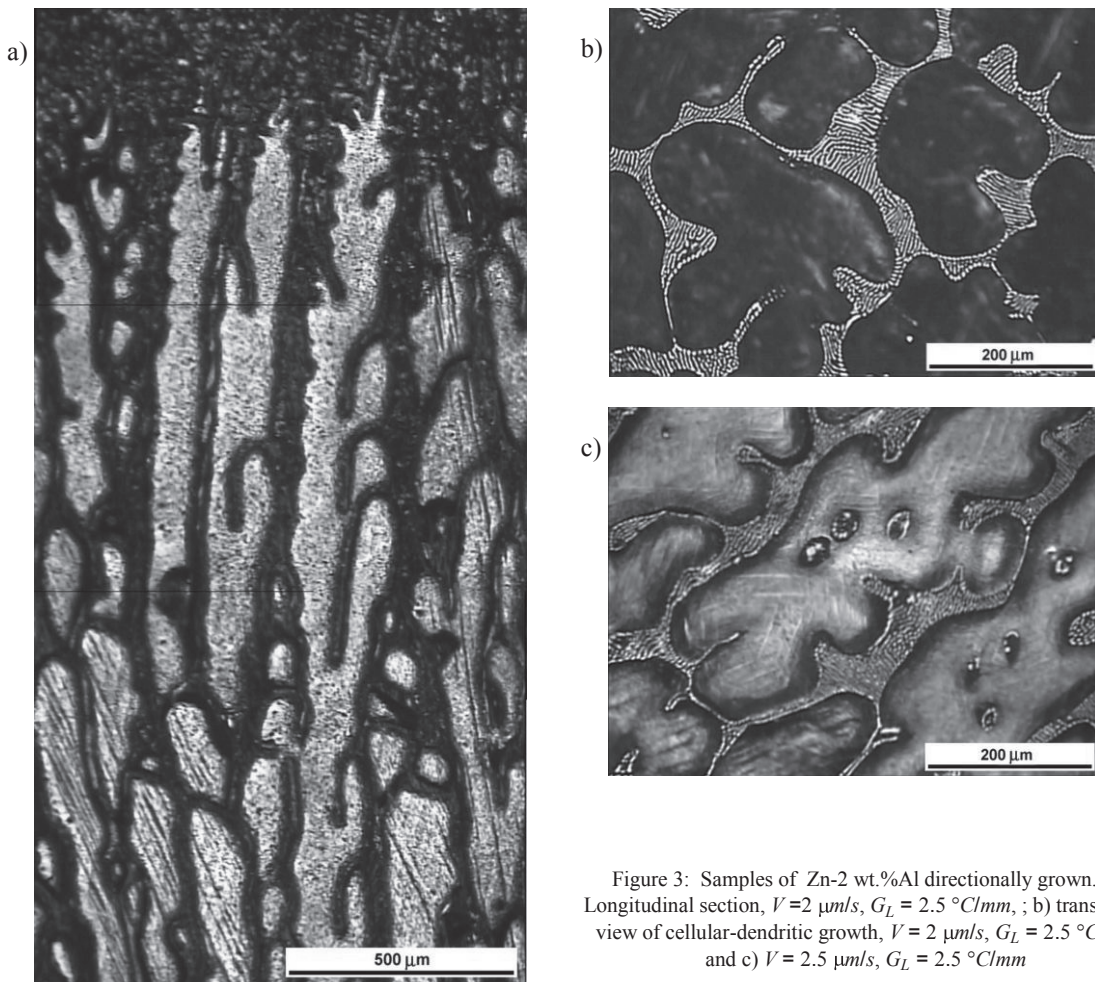 a)
500 µm
b)
200 µm
c)
200 µm
Figure 3: Samples of Zn-2 wt.%Al directionally grown.
Longitudinal section, V =2 µm/s, G_L = 2.5 °C/mm, ; b) trans
view of cellular-dendritic growth, V = 2 µm/s, G_L = 2.5 °C
and c) V = 2.5 µm/s, G_L = 2.5 °C/mm